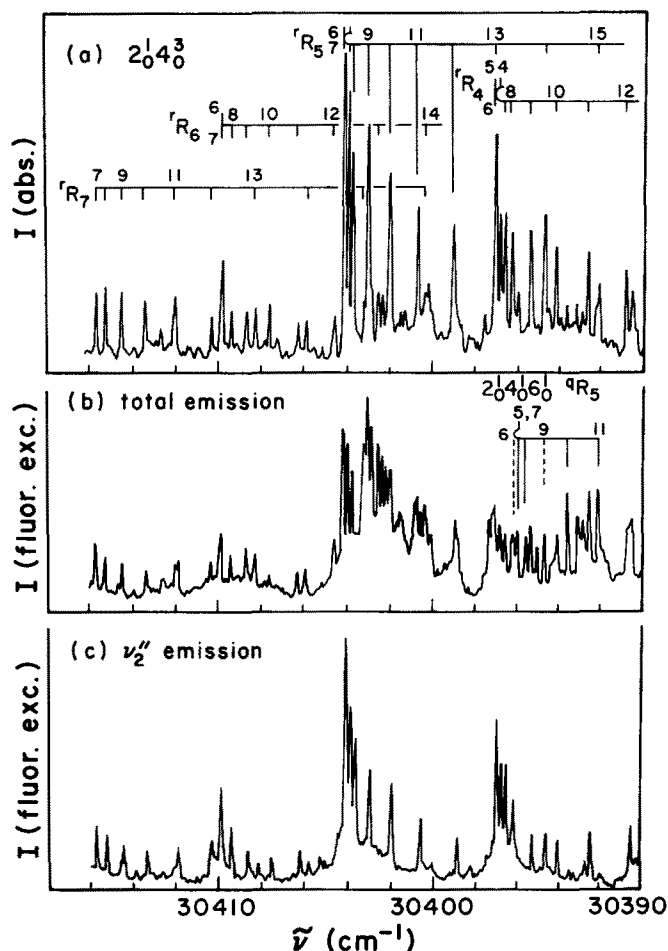 (a) 2₀¹4₀³
ʳR₅ 6 7 9 11 13 15
ʳR₄ 5 4 6 8 10 12
ʳR₆ 6 7 8 10 12 14
ʳR₇ 7 9 11 13
I (abs.)
(b) total emission
2₀¹4₀¹6₀¹ qR₅
6 5,7 9 11
I (fluor. exc.)
(c) ν₂″ emission
I (fluor. exc.)
30410 30400 30390
ν̃ (cm⁻¹)